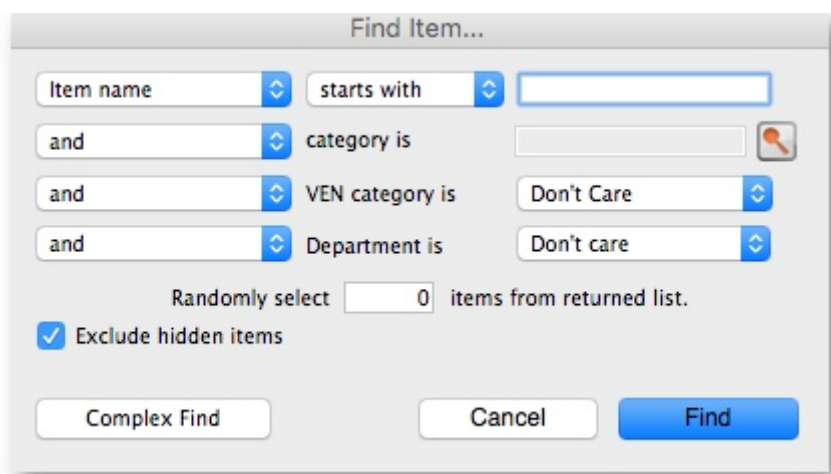 Find Item...
Item name starts with
and category is
and VEN category is Don't Care
and Department is Don't care
Randomly select 0 items from returned list.
Exclude hidden items
Complex Find Cancel Find